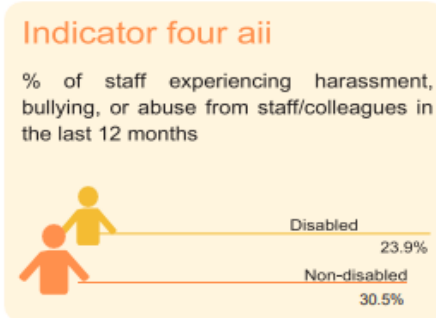 Indicator four aii
% of staff experiencing harassment,
bullying, or abuse from staff/colleagues in
the last 12 months
Disabled
23.9%
Non-disabled
30.5%